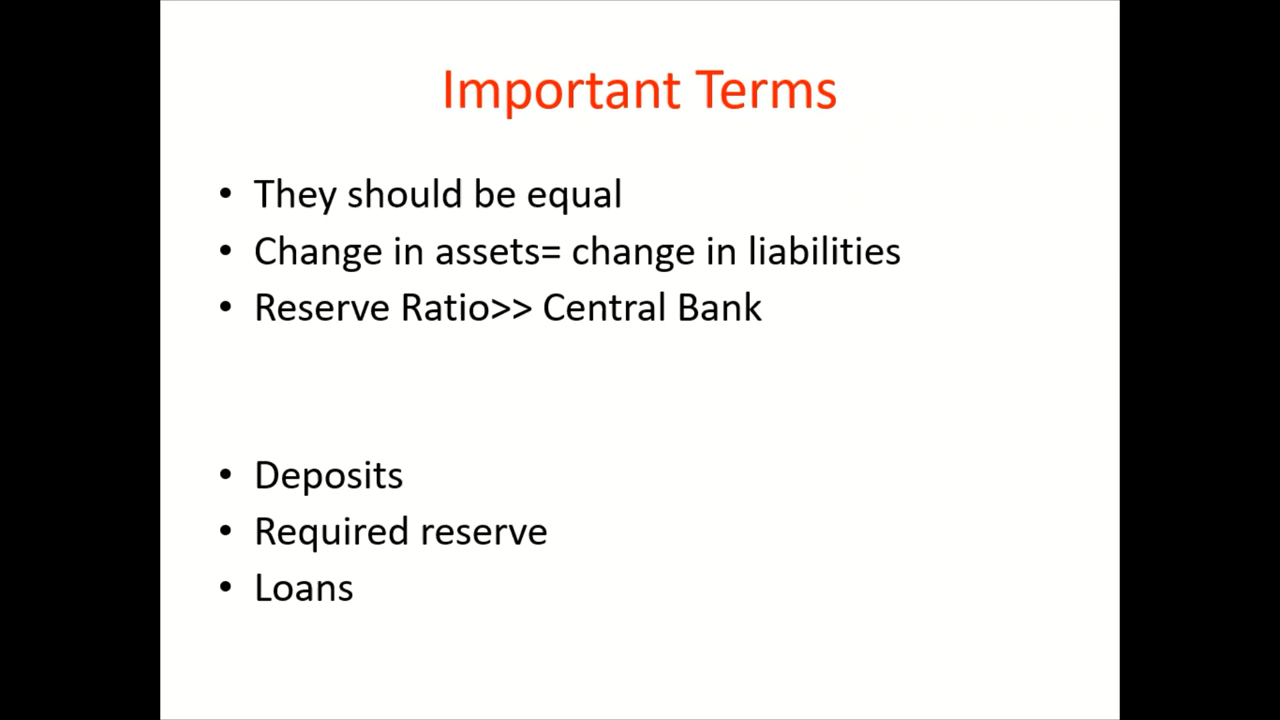 Important Terms
• They should be equal
• Change in assets= change in liabilities
• Reserve Ratio>> Central Bank
• Deposits
• Required reserve
• Loans